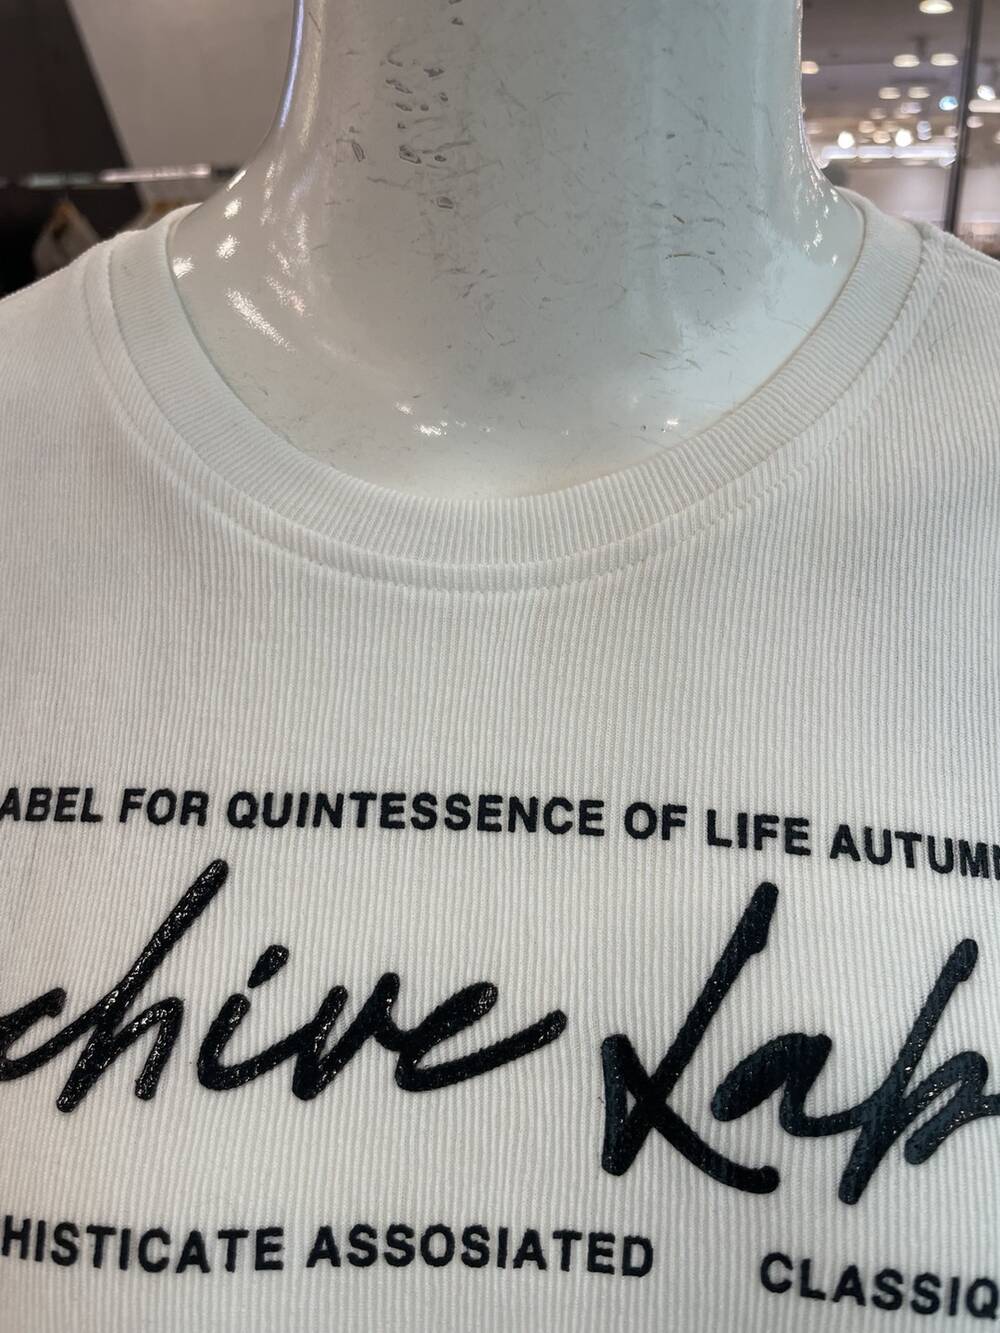 ABEL FOR QUINTESSENCE OF LIFE AUTUM
chive Lab
HISTICATE ASSOSIATED CLASSIQ